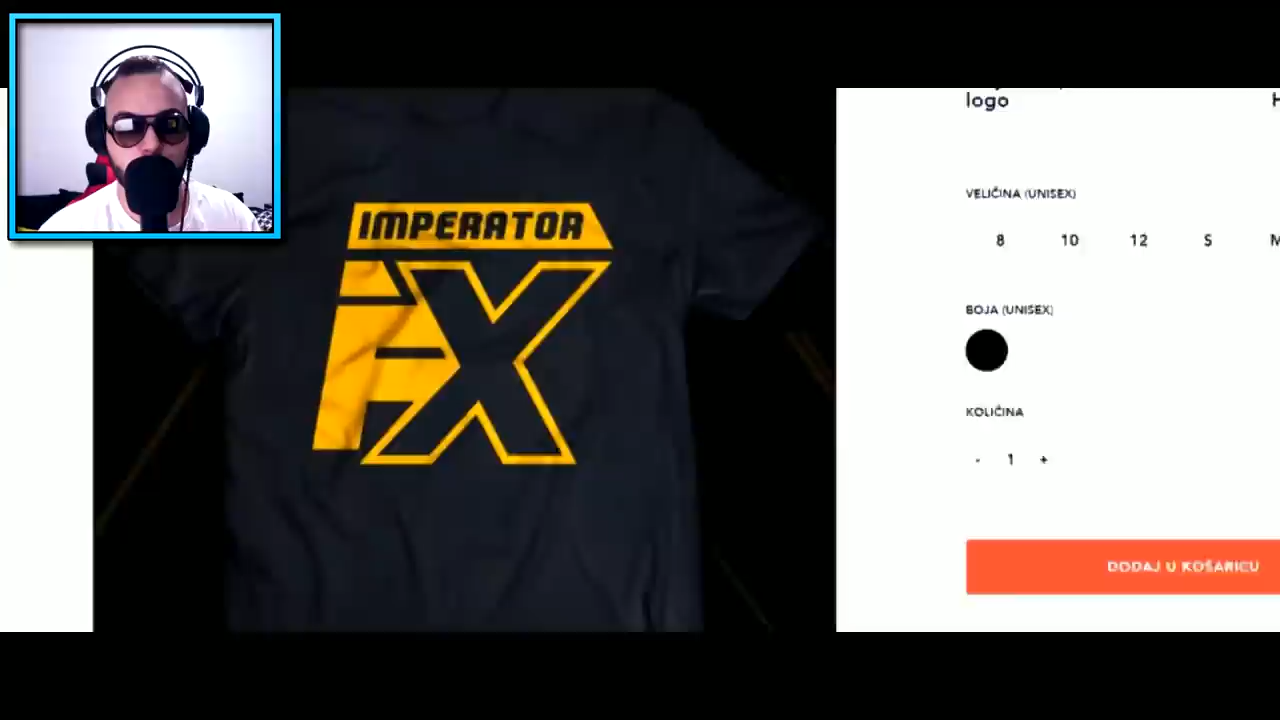 IMPERATOR
FX
logo
VELIČINA (UNISEX)
8 10 12 S M
BOJA (UNISEX)
KOLIČINA
- 1 +
DODAJ U KOŠARICU